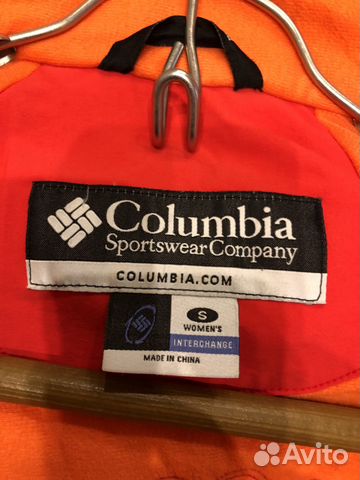 Columbia
Sportswear Company
COLUMBIA.COM
S
WOMEN'S
INTERCHANGE
MADE IN CHINA
Avito